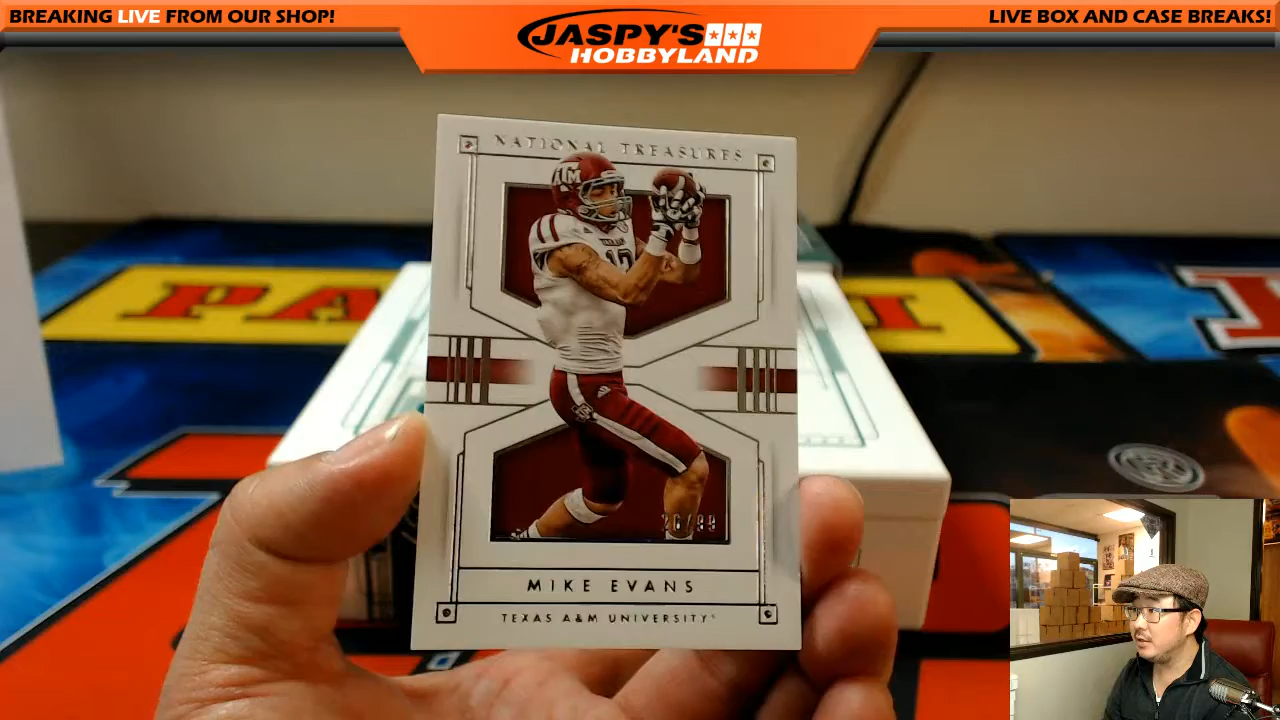 BREAKING LIVE FROM OUR SHOP!
JASPY'S
HOBBYLAND
LIVE BOX AND CASE BREAKS!
NATIONAL TREASURES
MIKE EVANS
TEXAS A&M UNIVERSITY